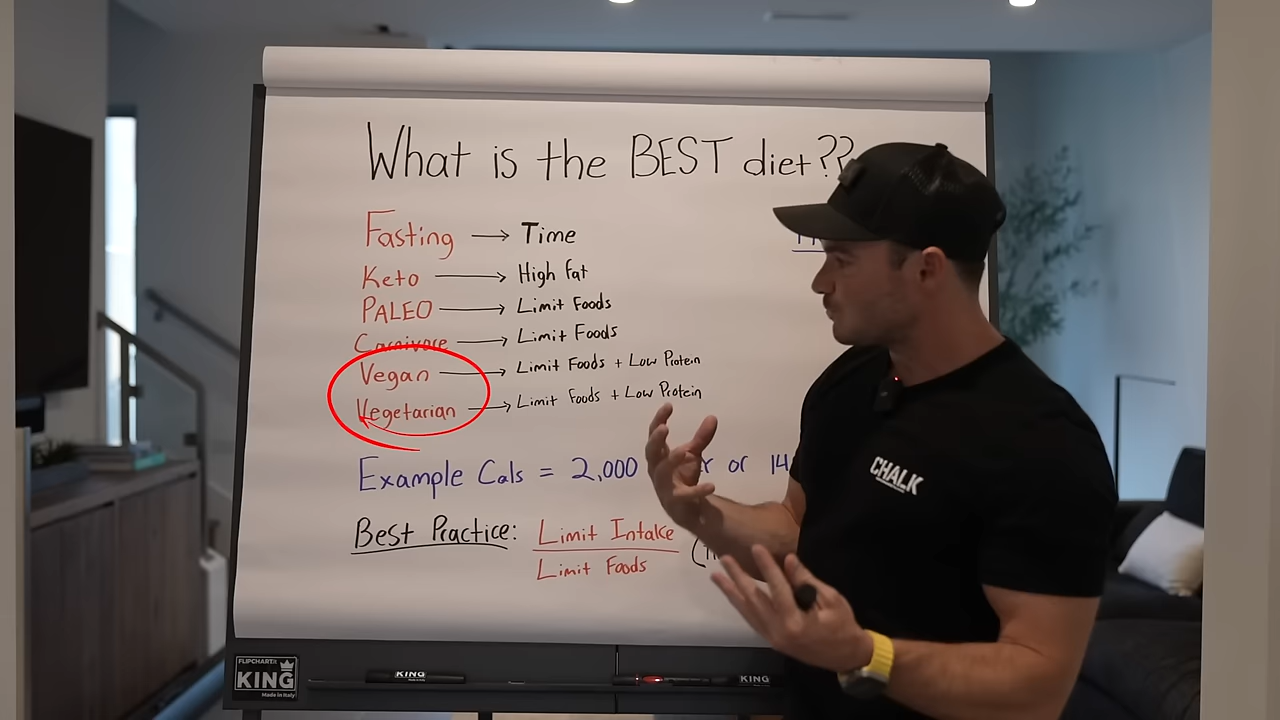 What is the BEST diet??
Fasting → Time
Keto → High Fat
PALEO → Limit Foods
Carnivore → Limit Foods
Vegan → Limit Foods + Low Protein
Vegetarian → Limit Foods + Low Protein
Example Cals = 2,000 or 14
Best Practice: Limit Intake
Limit Foods
CHALK
FLIPCHART
KING
Made in Italy
KING
KING